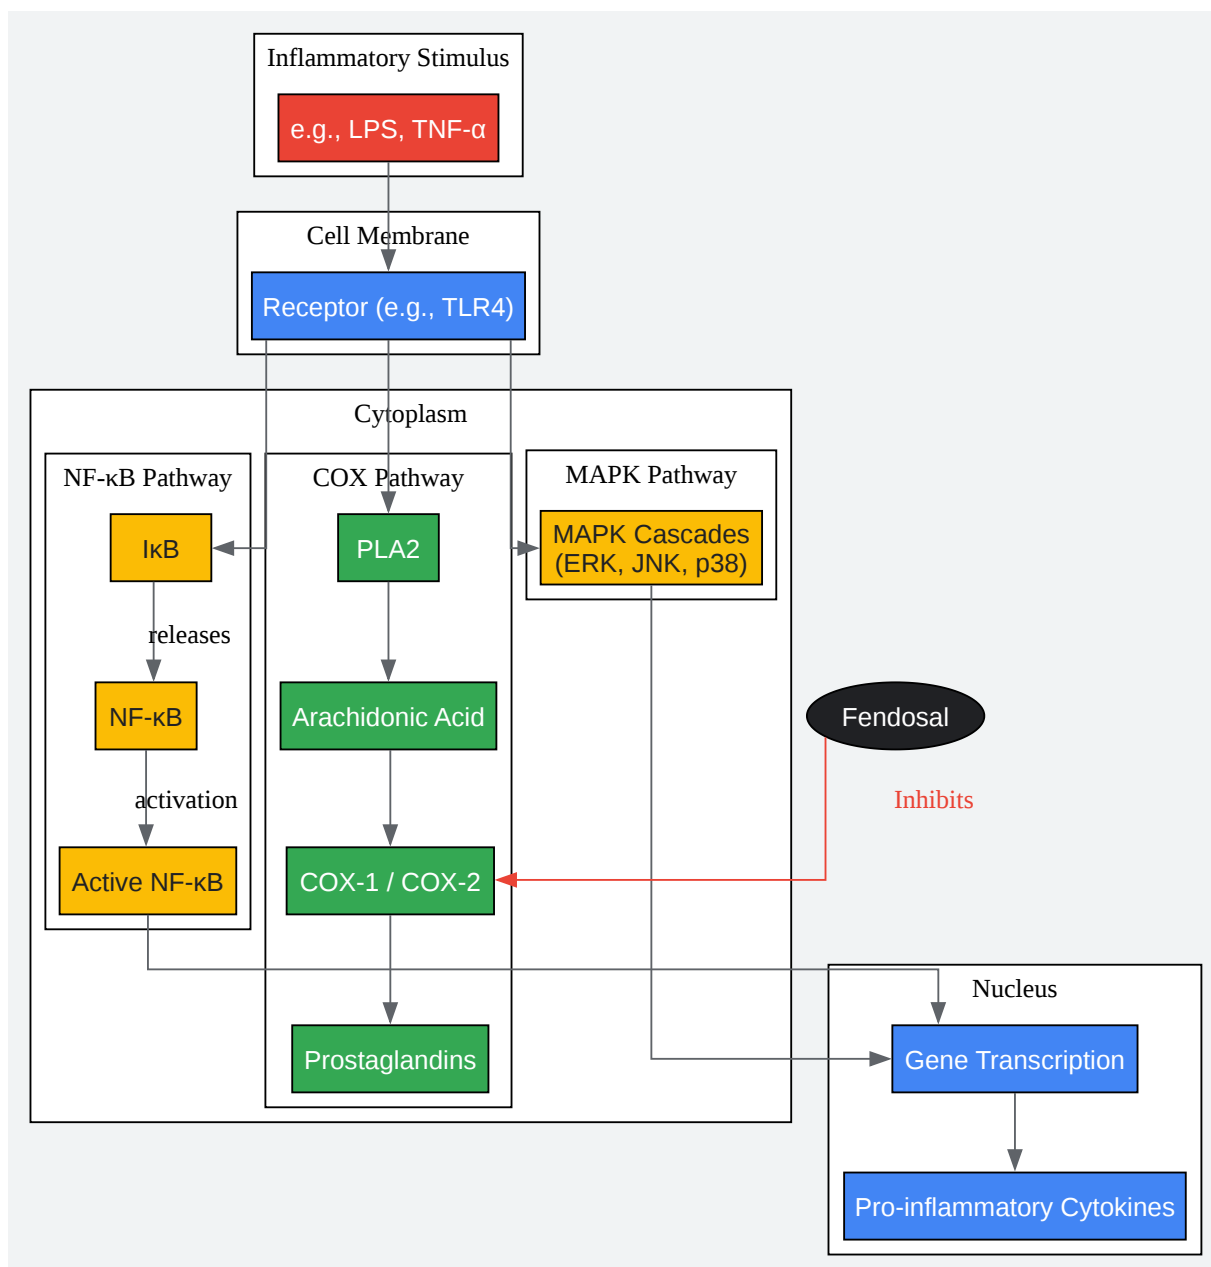 Inflammatory Stimulus
e.g., LPS, TNF-α
Cell Membrane
Receptor (e.g., TLR4)
Cytoplasm
NF-κB Pathway
IκB
releases
NF-κB
activation
Active NF-κB
COX Pathway
PLA2
Arachidonic Acid
COX-1 / COX-2
Prostaglandins
MAPK Pathway
MAPK Cascades
(ERK, JNK, p38)
Fendosal
Inhibits
Nucleus
Gene Transcription
Pro-inflammatory Cytokines